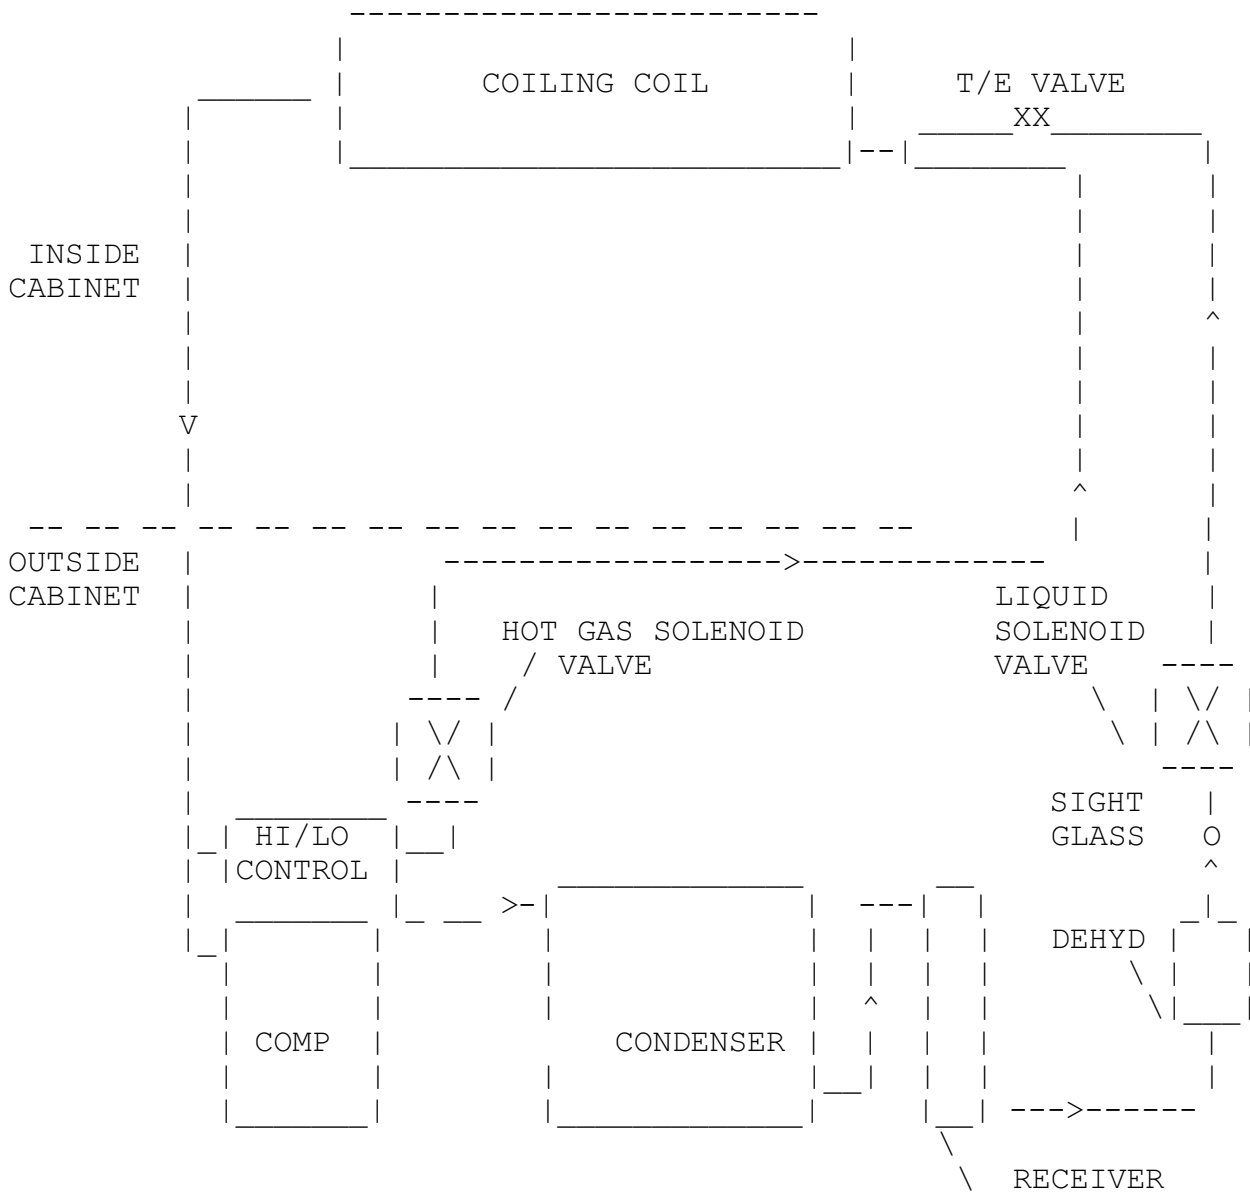 COILING COIL T/E VALVE
XX
INSIDE
CABINET
OUTSIDE
CABINET
LIQUID
HOT GAS SOLENOID SOLENOID
VALVE VALVE
SIGHT
HI/LO GLASS O
CONTROL
DEHYD
COMP CONDENSER
RECEIVER